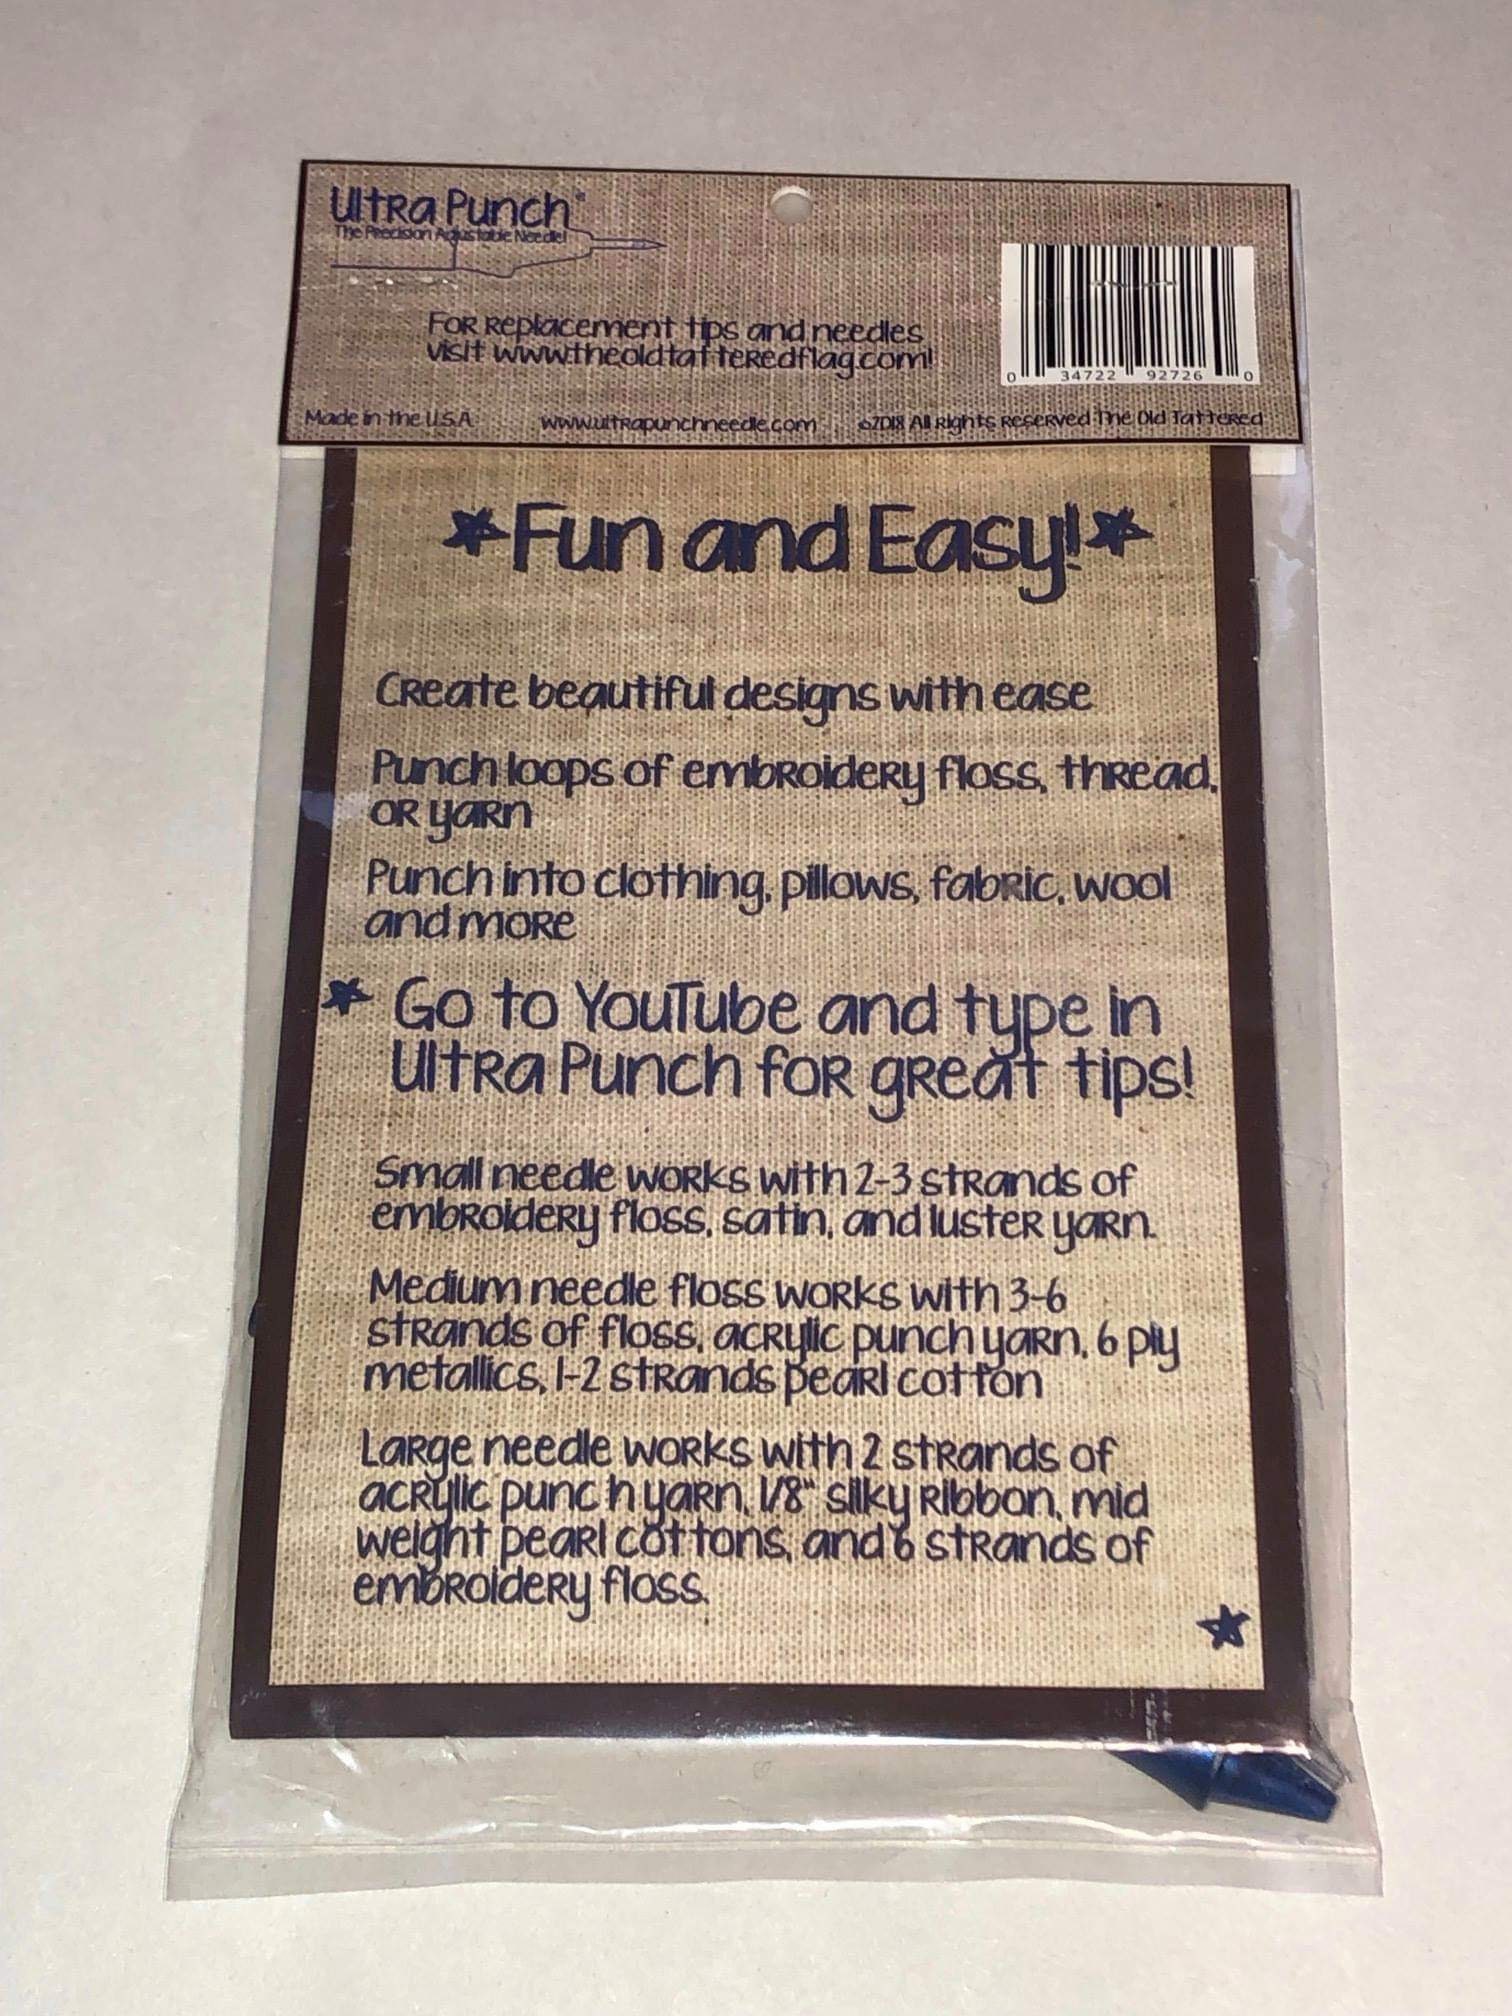 Ultra Punch®
The Precision Adjustable Needle!
For replacement tips and needles
visit www.theoldtatteredflag.com!
0 34722 92726 0
Made in the U.S.A. www.ultrapunchneedle.com ©2018 All Rights Reserved The Old Tattered
*Fun and Easy!*
Create beautiful designs with ease
Punch loops of embroidery floss, thread,
or yarn
Punch into clothing, pillows, fabric, wool
and more
* Go to YouTube and type in
Ultra Punch for great tips!
Small needle works with 2-3 strands of
embroidery floss, satin, and luster yarn.
Medium needle floss works with 3-6
strands of floss, acrylic punch yarn, 6 ply
metallics, 1-2 strands pearl cotton
Large needle works with 2 strands of
acrylic punc h yarn, 1/8" silky ribbon, mid
weight pearl cottons, and 6 strands of
embroidery floss.